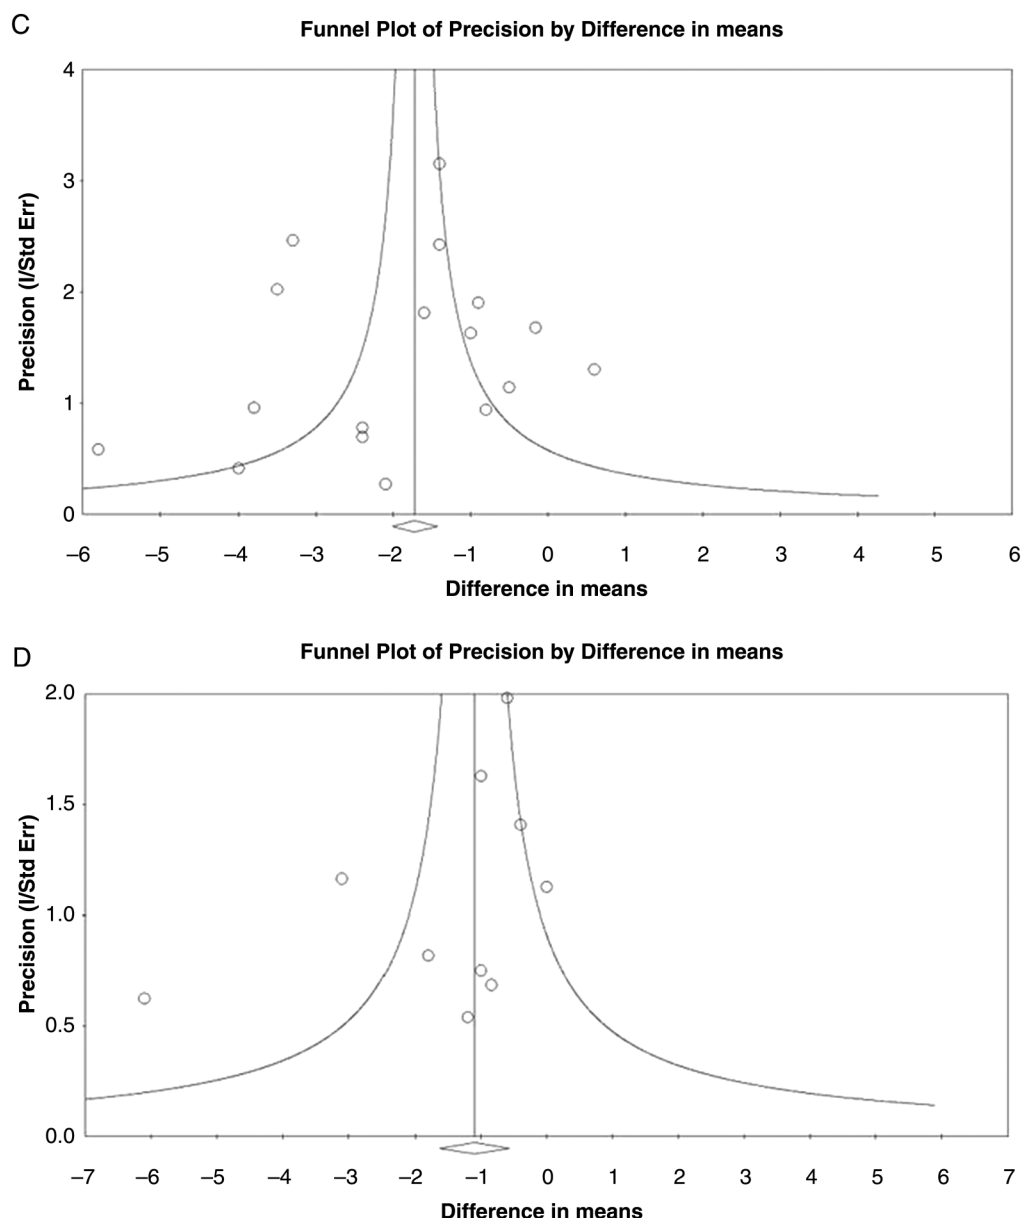 C
Funnel Plot of Precision by Difference in means
4
3
2
1
0
Precision (I/Std Err)
–6 –5 –4 –3 –2 –1 0 1 2 3 4 5 6
Difference in means
D
Funnel Plot of Precision by Difference in means
2.0
1.5
1.0
0.5
0.0
Precision (I/Std Err)
–7 –6 –5 –4 –3 –2 –1 0 1 2 3 4 5 6 7
Difference in means